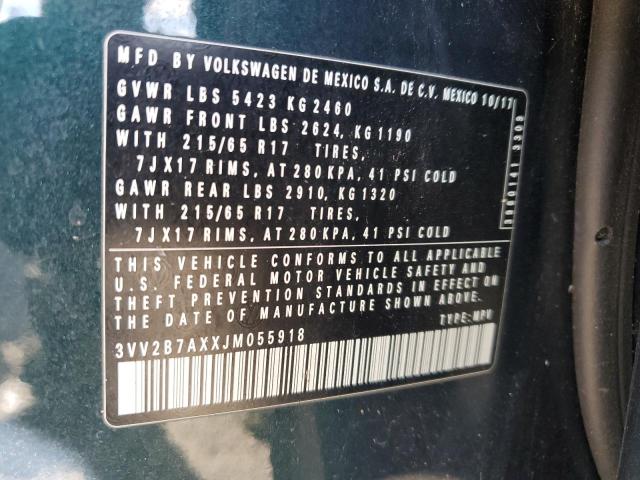 MFD BY VOLKSWAGEN DE MEXICO S.A. DE C.V. MEXICO 10/17
GVWR LBS 5423 KG 2460
GAWR FRONT LBS 2624, KG 1190
WITH 215/65 R17 TIRES,
7JX17 RIMS, AT 280 KPA, 41 PSI COLD
GAWR REAR LBS 2910, KG 1320
WITH 215/65 R17 TIRES,
7JX17 RIMS, AT 280 KPA, 41 PSI COLD
THIS VEHICLE CONFORMS TO ALL APPLICABLE
U.S. FEDERAL MOTOR VEHICLE SAFETY AND
THEFT PREVENTION STANDARDS IN EFFECT ON
THE DATE OF MANUFACTURE SHOWN ABOVE.
TYPE: MPV
3VV2B7AXXJM055918